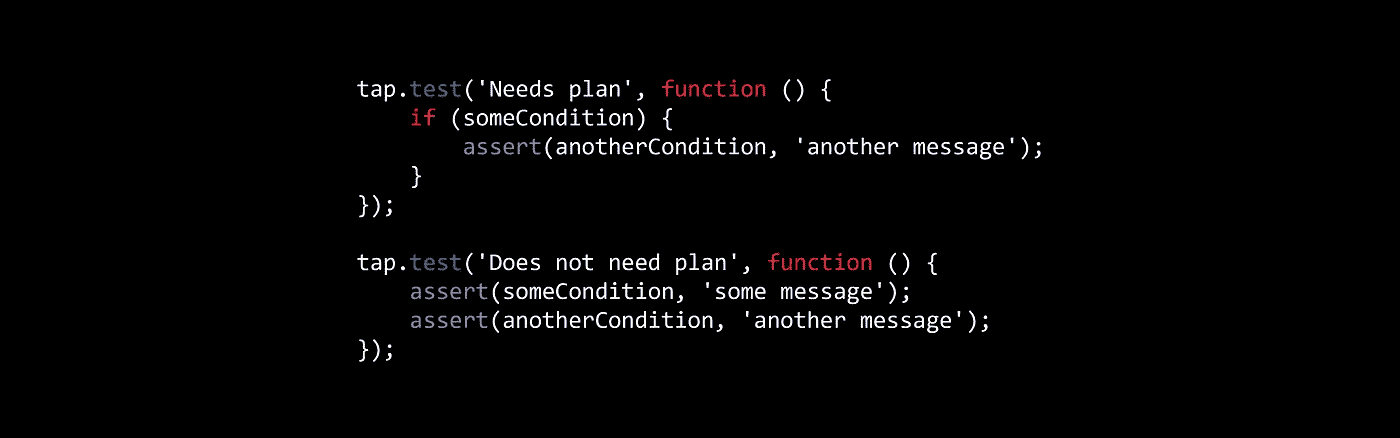 tap.test('Needs plan', function () {
    if (someCondition) {
        assert(anotherCondition, 'another message');
    }
});

tap.test('Does not need plan', function () {
    assert(someCondition, 'some message');
    assert(anotherCondition, 'another message');
});